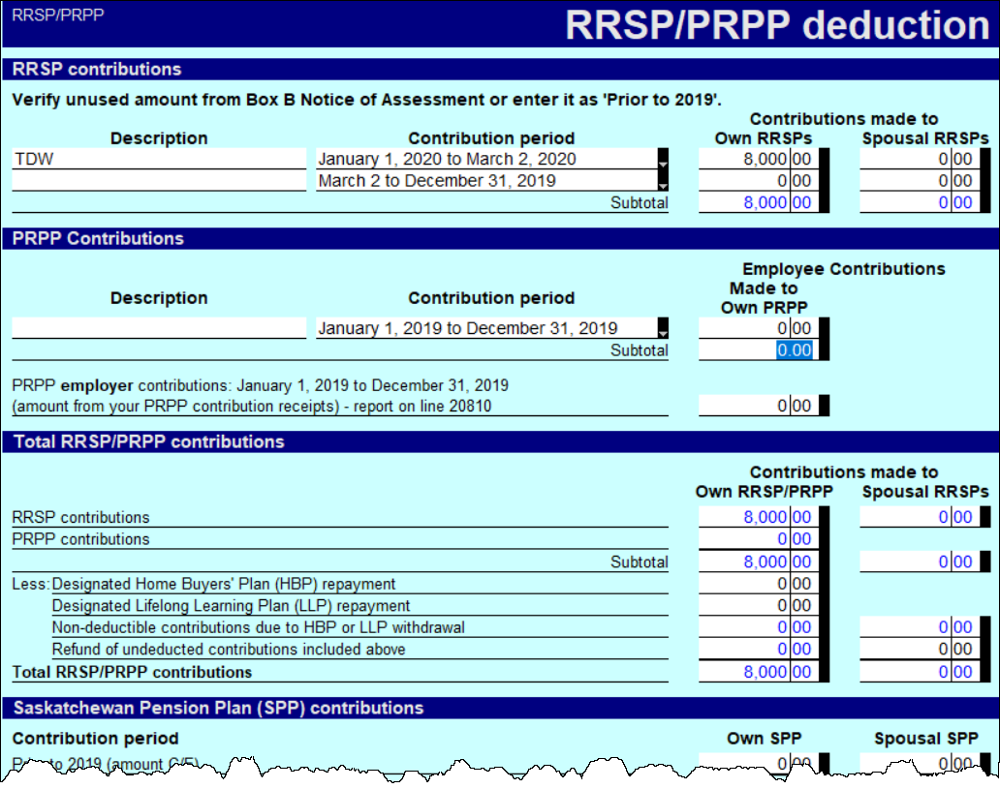 RRSP/PRPP
RRSP/PRPP deduction
RRSP contributions
Verify unused amount from Box B Notice of Assessment or enter it as 'Prior to 2019'.
Contributions made to
Description Contribution period Own RRSPs Spousal RRSPs
TDW January 1, 2020 to March 2, 2020 8,000 00 0 00
March 2 to December 31, 2019 0 00 0 00
Subtotal 8,000 00 0 00
PRPP Contributions
Employee Contributions
Made to
Description Contribution period Own PRPP
January 1, 2019 to December 31, 2019 0 00
Subtotal 0.00
PRPP employer contributions: January 1, 2019 to December 31, 2019
(amount from your PRPP contribution receipts) - report on line 20810 0 00
Total RRSP/PRPP contributions
Contributions made to
Own RRSP/PRPP Spousal RRSPs
RRSP contributions 8,000 00 0 00
PRPP contributions 0 00
Subtotal 8,000 00 0 00
Less: Designated Home Buyers' Plan (HBP) repayment 0 00
Designated Lifelong Learning Plan (LLP) repayment 0 00
Non-deductible contributions due to HBP or LLP withdrawal 0 00 0 00
Refund of undeducted contributions included above 0 00 0 00
Total RRSP/PRPP contributions 8,000 00 0 00
Saskatchewan Pension Plan (SPP) contributions
Contribution period Own SPP Spousal SPP
to 2019 (amount C/F) 0 00 0 00